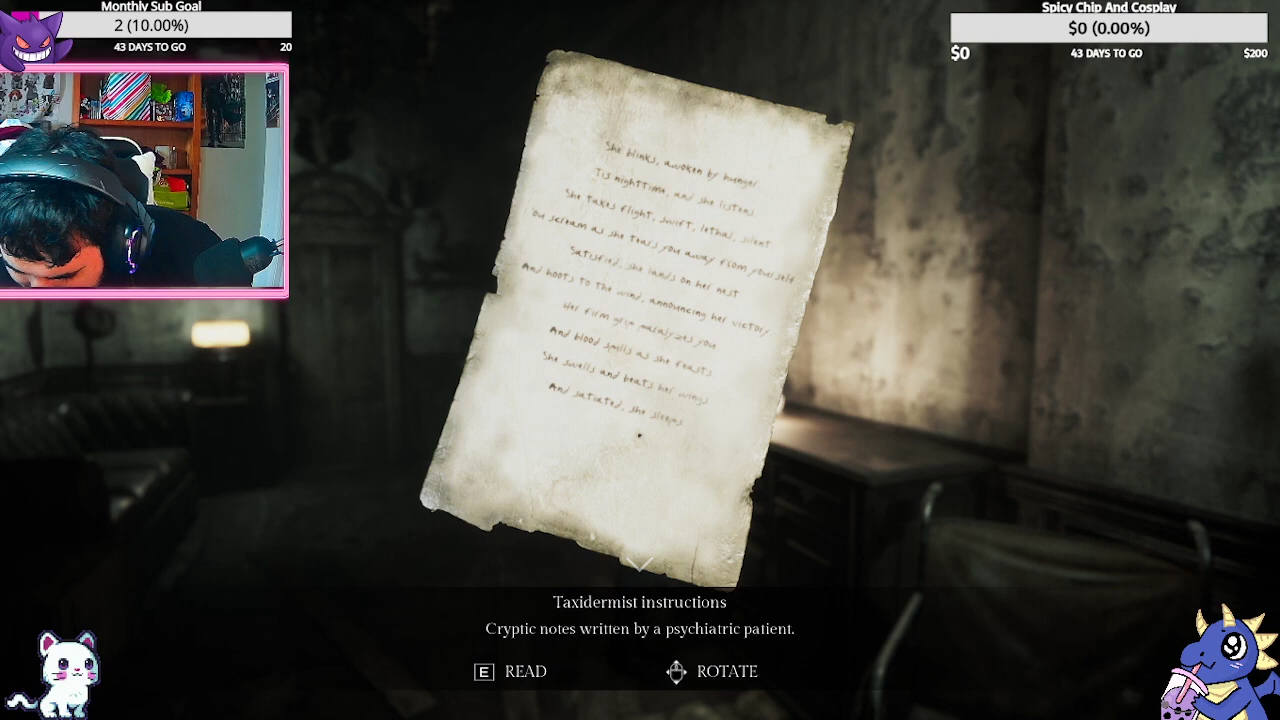 Monthly Sub Goal
2 (10.00%)
43 DAYS TO GO
20
Spicy Chip And Cosplay
$0 (0.00%)
$0
43 DAYS TO GO
$200
She blinks, awoken by hunger
Tis nighttime, and she listens
She takes flight, swift, lethal, silent
You scream as she tears you away from yourself
Satisfied, she lands on her nest
And hoots to the wind, announcing her victory
Her firm grip paralyzes you
And blood spills as she feasts
She swells and beats her wings
And satiated, she sleeps
Taxidermist instructions
Cryptic notes written by a psychiatric patient.
E READ
ROTATE